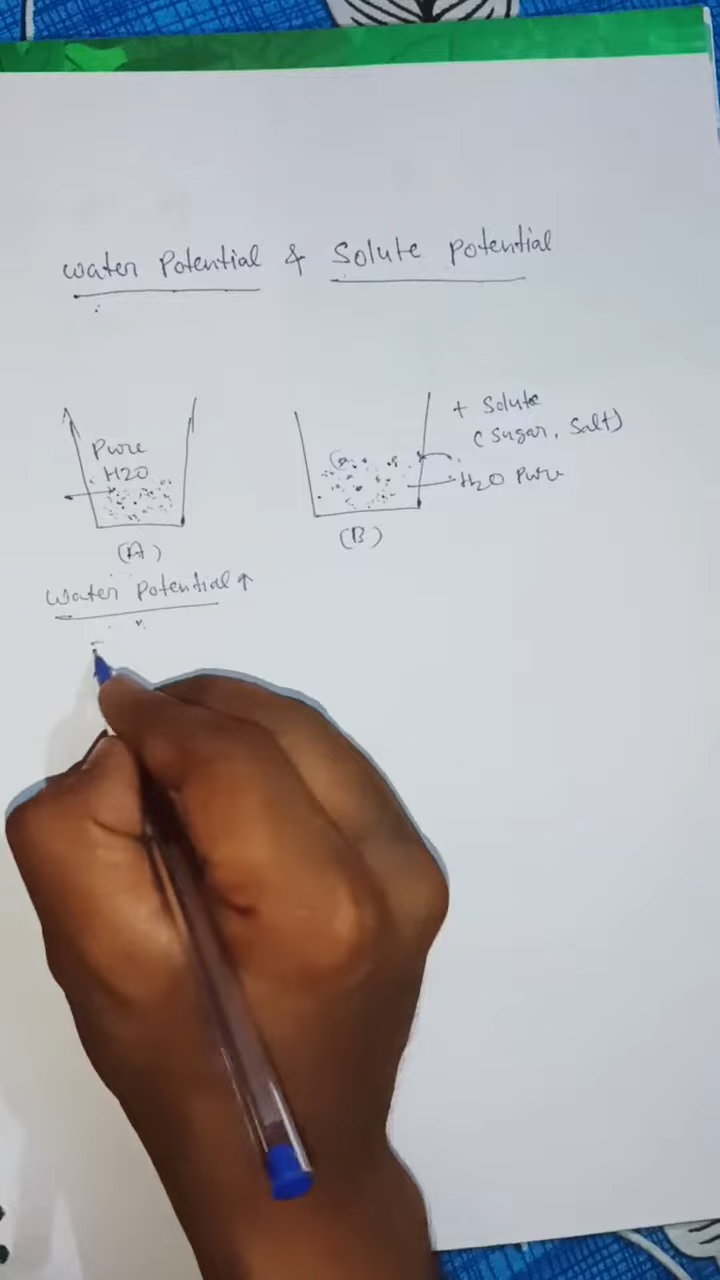 Water Potential & Solute Potential
Pure
H2O
(A)
+ Solute
(Sugar, Salt)
H2O Pure
(B)
Water Potential ↑